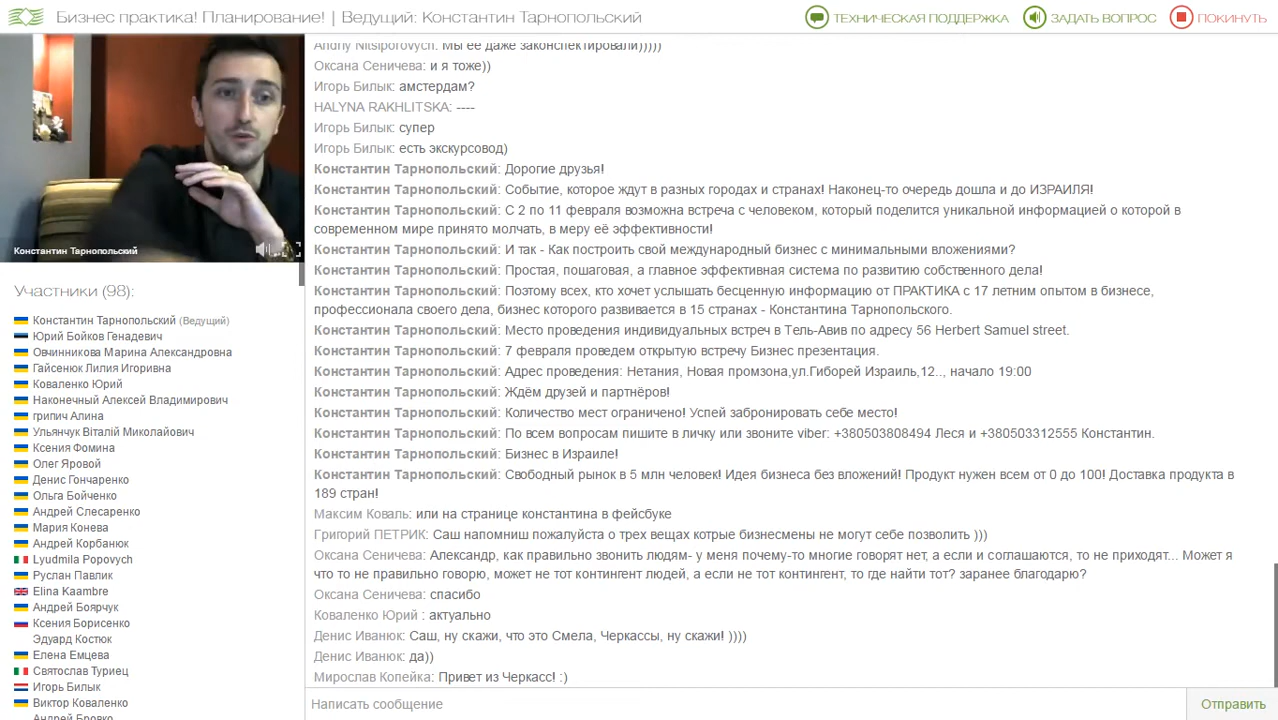 Бизнес практика! Планирование! | Ведущий: Константин Тарнопольский
ТЕХНИЧЕСКАЯ ПОДДЕРЖКА
ЗАДАТЬ ВОПРОС
ПОКИНУТЬ
Константин Тарнопольский
Участники (98):
Константин Тарнопольский (Ведущий)
Юрий Бойков Генадевич
Овчинникова Марина Александровна
Гайсенюк Лилия Игоривна
Коваленко Юрий
Наконечный Алексей Владимирович
грипич Алина
Ульянчук Віталій Миколайович
Ксения Фомина
Олег Яровой
Денис Гончаренко
Ольга Бойченко
Андрей Слесаренко
Мария Конева
Андрей Корбанюк
Lyudmila Popovych
Руслан Павлик
Elina Kaambre
Андрей Боярчук
Ксения Борисенко
Эдуард Костюк
Елена Емцева
Святослав Туриец
Игорь Билык
Виктор Коваленко
Андрей Бровко
Andriy Nitsiporovych: Мы ее даже законспектировали)))))
Оксана Сеничева: и я тоже))
Игорь Билык: амстердам?
HALYNA RAKHLITSKA: ----
Игорь Билык: супер
Игорь Билык: есть экскурсовод)
Константин Тарнопольский: Дорогие друзья!
Константин Тарнопольский: Событие, которое ждут в разных городах и странах! Наконец-то очередь дошла и до ИЗРАИЛЯ!
Константин Тарнопольский: С 2 по 11 февраля возможна встреча с человеком, который поделится уникальной информацией о которой в
современном мире принято молчать, в меру её эффективности!
Константин Тарнопольский: И так - Как построить свой международный бизнес с минимальными вложениями?
Константин Тарнопольский: Простая, пошаговая, а главное эффективная система по развитию собственного дела!
Константин Тарнопольский: Поэтому всех, кто хочет услышать бесценную информацию от ПРАКТИКА с 17 летним опытом в бизнесе,
профессионала своего дела, бизнес которого развивается в 15 странах - Константина Тарнопольского.
Константин Тарнопольский: Место проведения индивидуальных встреч в Тель-Авив по адресу 56 Herbert Samuel street.
Константин Тарнопольский: 7 февраля проведем открытую встречу Бизнес презентация.
Константин Тарнопольский: Адрес проведения: Нетания, Новая промзона,ул.Гиборей Израиль,12.., начало 19:00
Константин Тарнопольский: Ждём друзей и партнёров!
Константин Тарнопольский: Количество мест ограничено! Успей забронировать себе место!
Константин Тарнопольский: По всем вопросам пишите в личку или звоните viber: +380503808494 Леся и +380503312555 Константин.
Константин Тарнопольский: Бизнес в Израиле!
Константин Тарнопольский: Свободный рынок в 5 млн человек! Идея бизнеса без вложений! Продукт нужен всем от 0 до 100! Доставка продукта в
189 стран!
Максим Коваль: или на странице константина в фейсбуке
Григорий ПЕТРИК: Саш напомниш пожалуйста о трех вещах котрые бизнесмены не могут себе позволить )))
Оксана Сеничева: Александр, как правильно звонить людям- у меня почему-то многие говорят нет, а если и соглашаются, то не приходят... Может я
что то не правильно говорю, может не тот контингент людей, а если не тот контингент, то где найти тот? заранее благодарю?
Оксана Сеничева: спасибо
Коваленко Юрий : актуально
Денис Иванюк: Саш, ну скажи, что это Смела, Черкассы, ну скажи! ))))
Денис Иванюк: да))
Мирослав Копейка: Привет из Черкасс! :)
Написать сообщение
Отправить